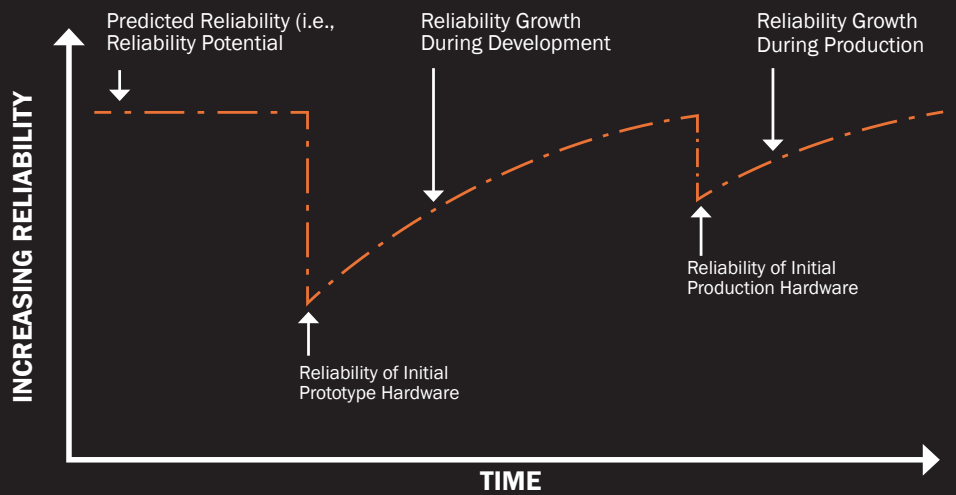 Predicted Reliability (i.e.,
Reliability Potential
Reliability Growth
During Development
Reliability Growth
During Production
INCREASING RELIABILITY
Reliability of Initial
Production Hardware
Reliability of Initial
Prototype Hardware
TIME